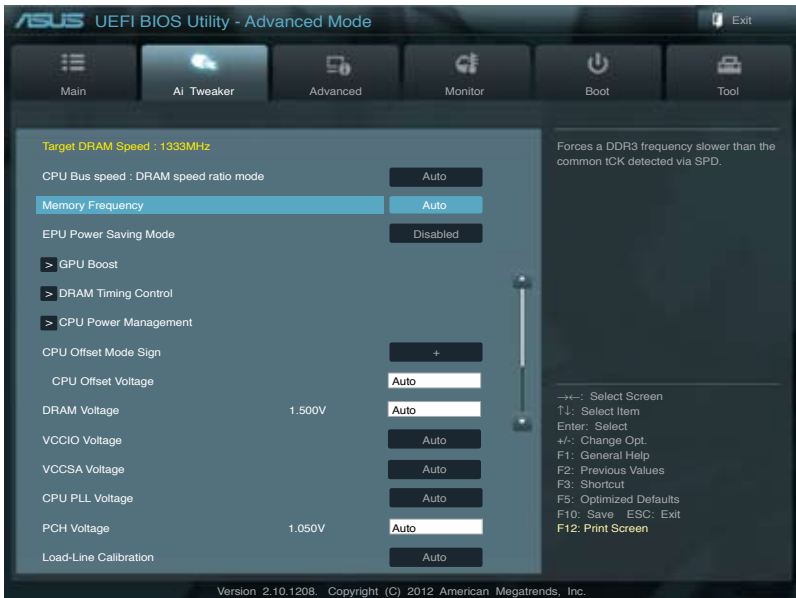 ASUS UEFI BIOS Utility - Advanced Mode
Exit
Main
Ai Tweaker
Advanced
Monitor
Boot
Tool
Target DRAM Speed : 1333MHz
CPU Bus speed : DRAM speed ratio mode Auto
Memory Frequency Auto
EPU Power Saving Mode Disabled
> GPU Boost
> DRAM Timing Control
> CPU Power Management
CPU Offset Mode Sign +
CPU Offset Voltage Auto
DRAM Voltage 1.500V Auto
VCCIO Voltage Auto
VCCSA Voltage Auto
CPU PLL Voltage Auto
PCH Voltage 1.050V Auto
Load-Line Calibration Auto
Forces a DDR3 frequency slower than the
common tCK detected via SPD.
→←: Select Screen
↑↓: Select Item
Enter: Select
+/-: Change Opt.
F1: General Help
F2: Previous Values
F3: Shortcut
F5: Optimized Defaults
F10: Save ESC: Exit
F12: Print Screen
Version 2.10.1208. Copyright (C) 2012 American Megatrends, Inc.